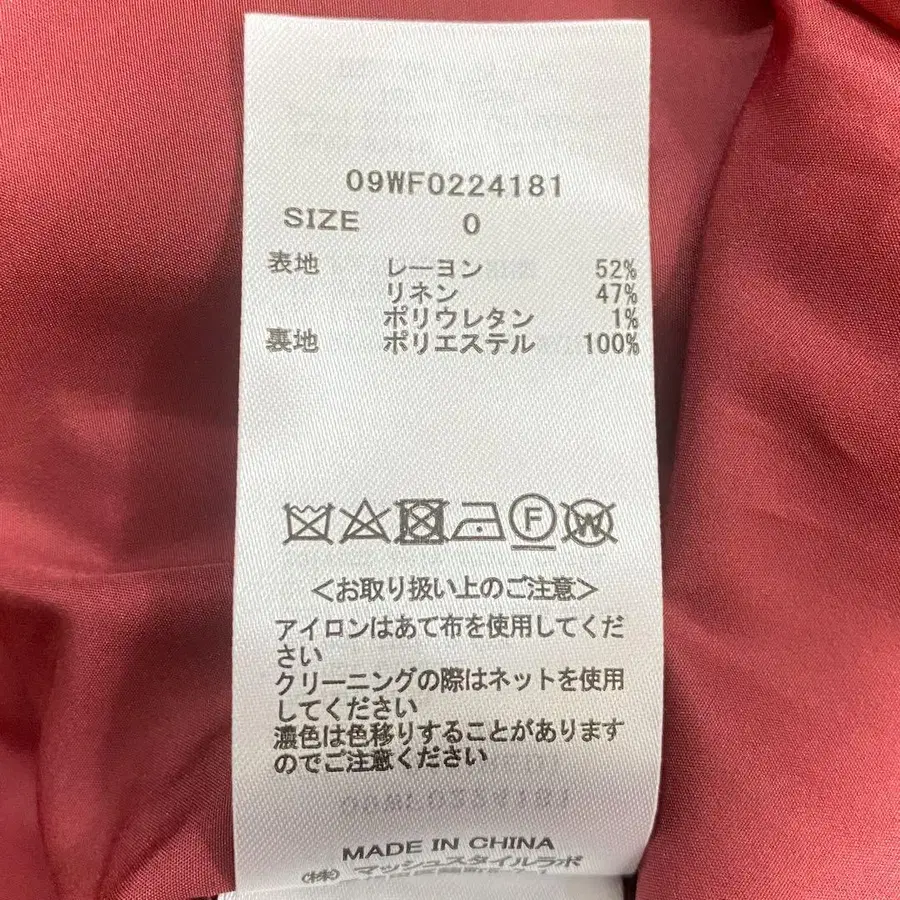 09WF0224181
SIZE 0
表地 レーヨン 52%
リネン 47%
ポリウレタン 1%
裏地 ポリエステル 100%
F W
＜お取り扱い上のご注意＞
アイロンはあて布を使用してくだ
さい
クリーニングの際はネットを使用
してください
濃色は色移りすることがあります
のでご注意ください
MADE IN CHINA
(株)マッシュスタイルラボ